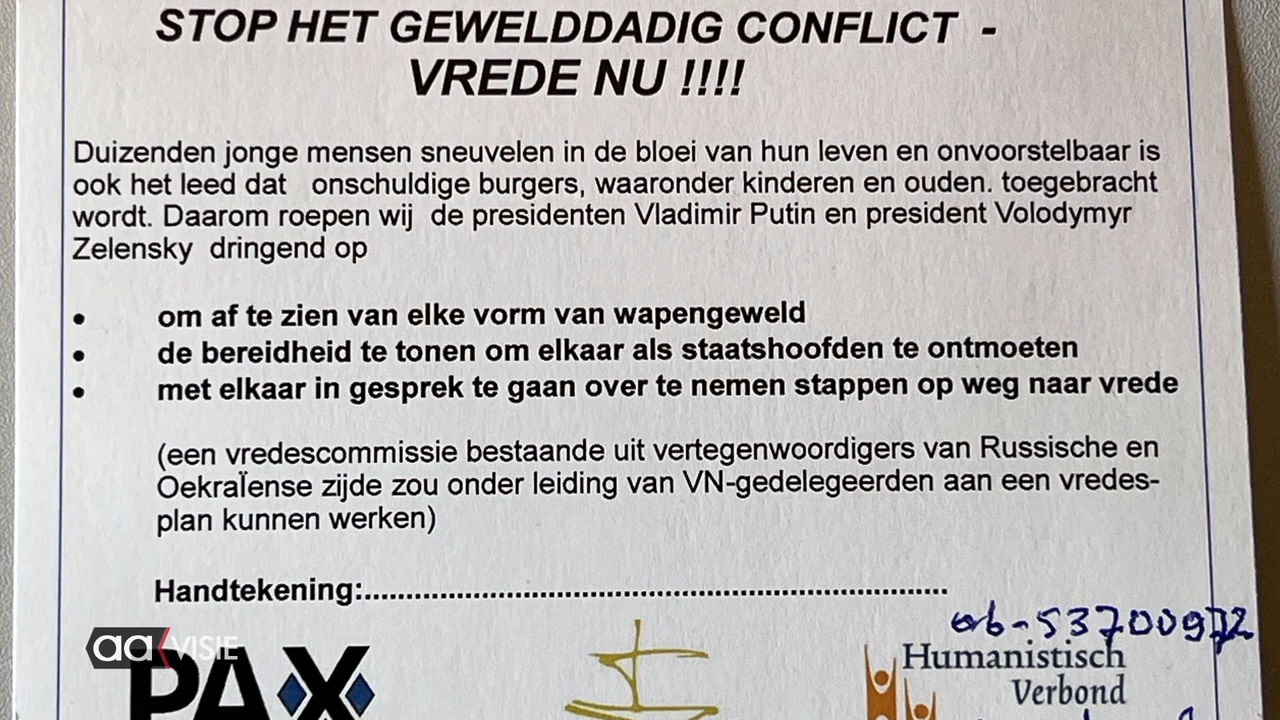 STOP HET GEWELDDADIG CONFLICT -
VREDE NU !!!!
Duizenden jonge mensen sneuvelen in de bloei van hun leven en onvoorstelbaar is
ook het leed dat onschuldige burgers, waaronder kinderen en ouden. toegebracht
wordt. Daarom roepen wij de presidenten Vladimir Putin en president Volodymyr
Zelensky dringend op
• om af te zien van elke vorm van wapengeweld
• de bereidheid te tonen om elkaar als staatshoofden te ontmoeten
• met elkaar in gesprek te gaan over te nemen stappen op weg naar vrede
(een vredescommissie bestaande uit vertegenwoordigers van Russische en
OekraÏense zijde zou onder leiding van VN-gedelegeerden aan een vredes-
plan kunnen werken)
Handtekening:.......................................................................
06-53700972
aa VISIE
PAX
Humanistisch
Verbond